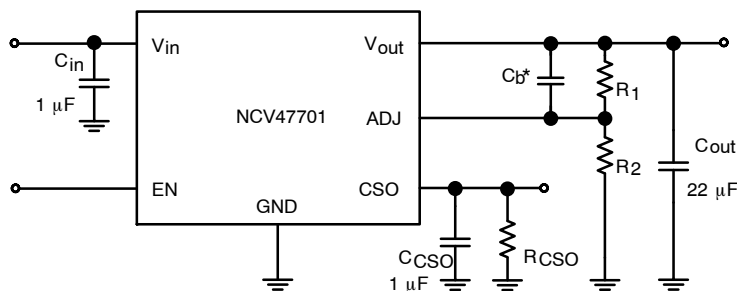 Vin
Vout
Cin
1 μF
Cb*
R1
NCV47701
ADJ
R2
Cout
22 μF
EN
CSO
GND
CCSO
1 μF
RCSO